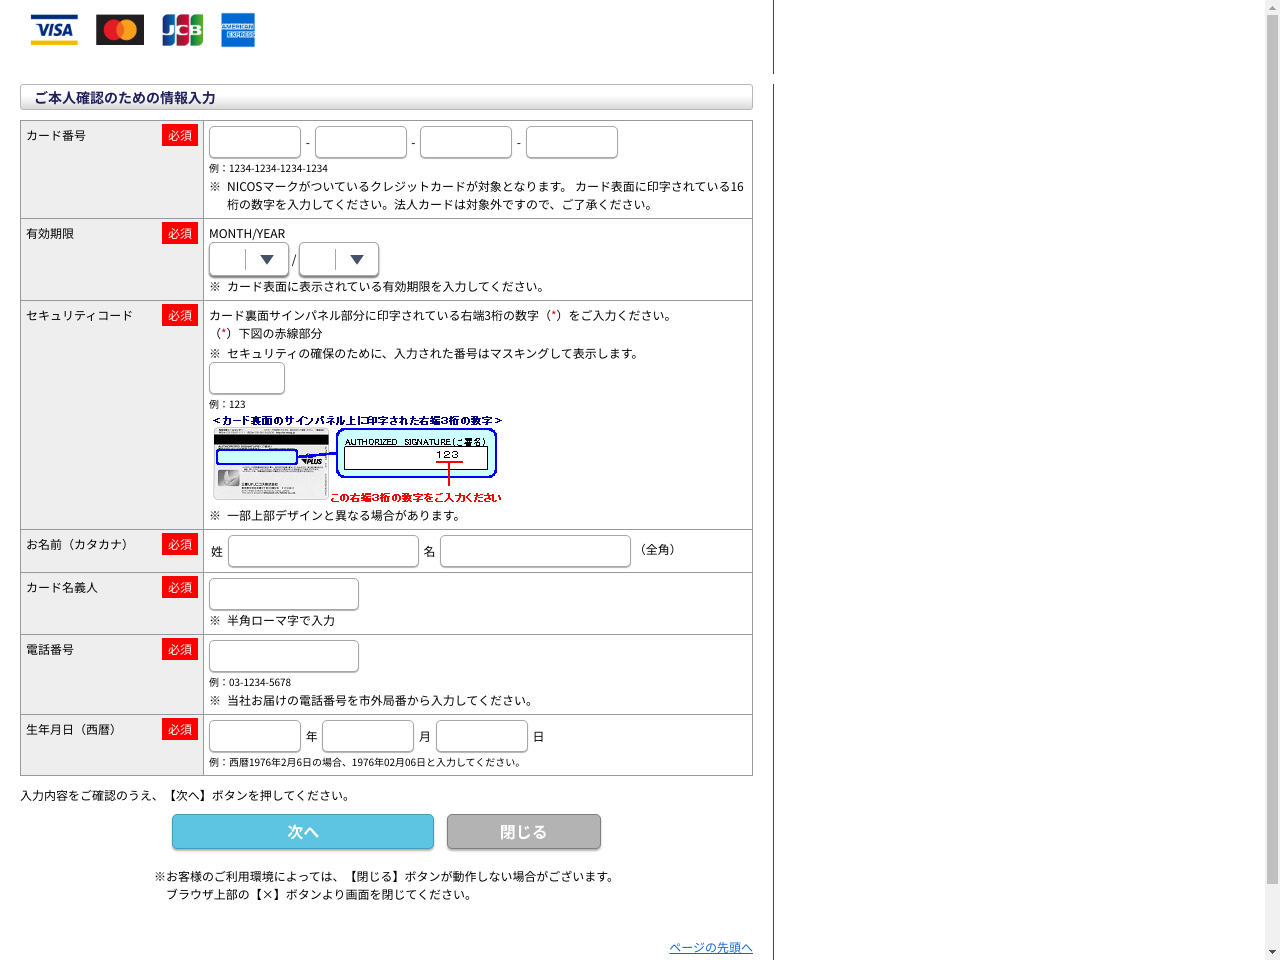 VISA
JCB
AMERICAN
EXPRESS
ご本人確認のための情報入力
カード番号 必須
- - -
例：1234-1234-1234-1234
※ NICOSマークがついているクレジットカードが対象となります。 カード表面に印字されている16
桁の数字を入力してください。法人カードは対象外ですので、ご了承ください。
有効期限 必須
MONTH/YEAR
/
※ カード表面に表示されている有効期限を入力してください。
セキュリティコード 必須
カード裏面サインパネル部分に印字されている右端3桁の数字（*）をご入力ください。
（*）下図の赤線部分
※ セキュリティの確保のために、入力された番号はマスキングして表示します。
例：123
<カード裏面のサインパネル上に印字された右端３桁の数字>
AUTHORIZED SIGNATURE(ご署名)
123
PLUS
この右端３桁の数字をご入力ください
※ 一部上部デザインと異なる場合があります。
お名前（カタカナ） 必須
姓 名 （全角）
カード名義人 必須
※ 半角ローマ字で入力
電話番号 必須
例：03-1234-5678
※ 当社お届けの電話番号を市外局番から入力してください。
生年月日（西暦） 必須
年 月 日
例：西暦1976年2月6日の場合、1976年02月06日と入力してください。
入力内容をご確認のうえ、【次へ】ボタンを押してください。
次へ 閉じる
※お客様のご利用環境によっては、【閉じる】ボタンが動作しない場合がございます。
ブラウザ上部の【×】ボタンより画面を閉じてください。
ページの先頭へ